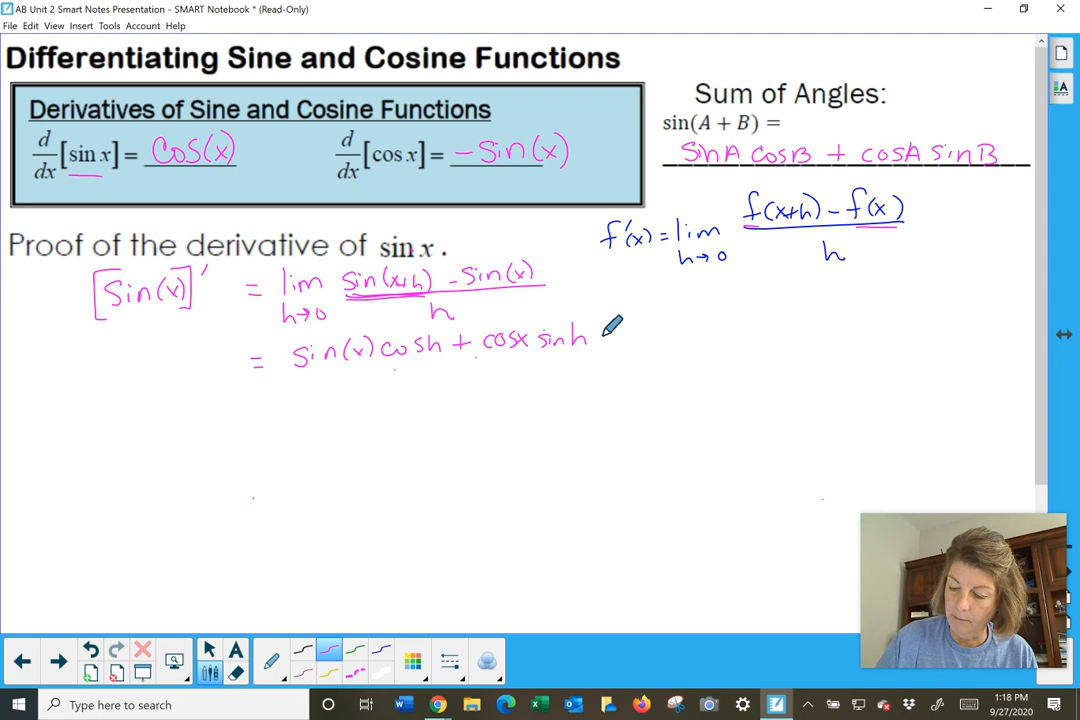 AB Unit 2 Smart Notes Presentation - SMART Notebook * (Read-Only)
File Edit View Insert Tools Account Help
Differentiating Sine and Cosine Functions
Derivatives of Sine and Cosine Functions
d/dx [sin x] = cos(x) d/dx [cos x] = -sin(x)
Sum of Angles:
sin(A + B) =
sinA cosB + cosA sinB
f'(x) = lim h→0 f(x+h) - f(x) / h
Proof of the derivative of sin x .
[sin(x)]' = lim h→0 sin(x+h) - sin(x) / h
= sin(x) cosh + cosx sinh
A
Type here to search
1:18 PM
9/27/2020